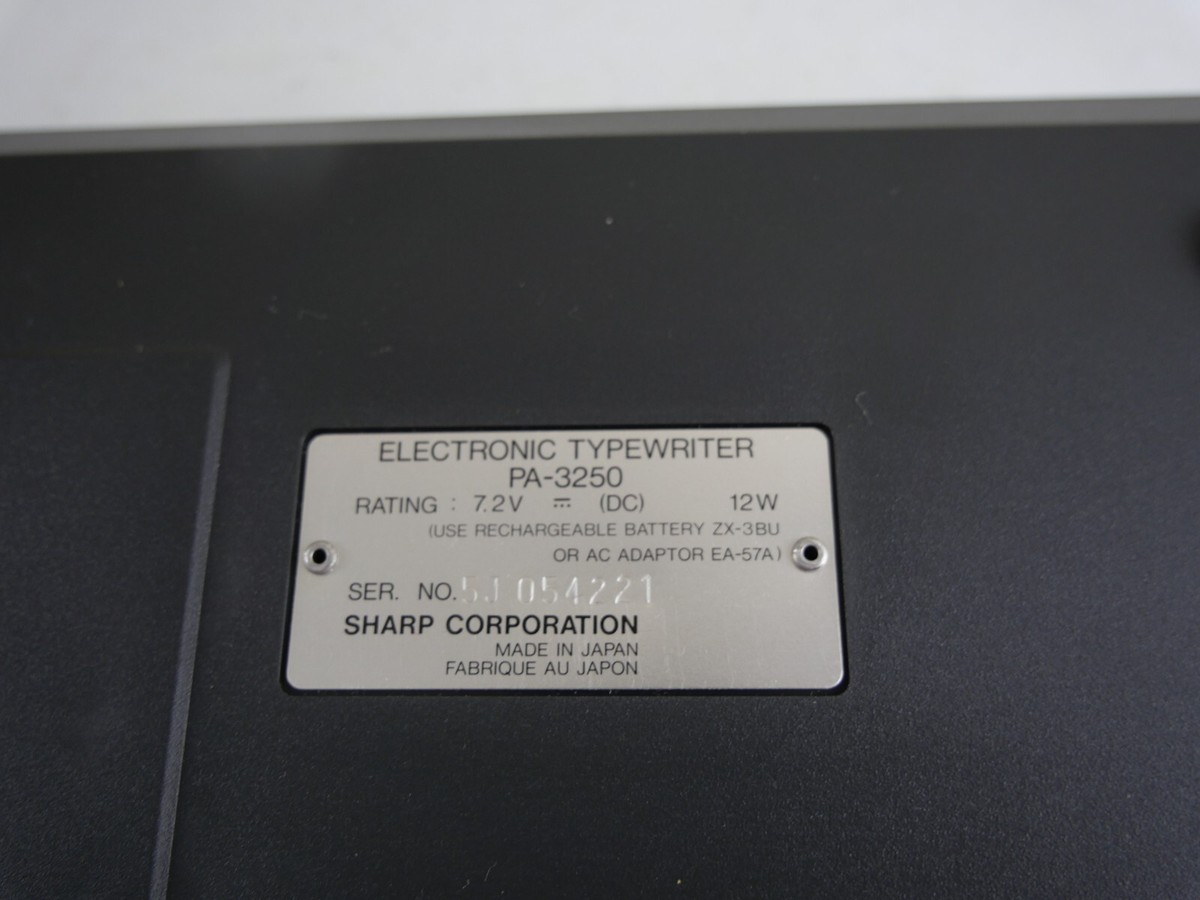 ELECTRONIC TYPEWRITER
PA-3250
RATING : 7.2V ⎓ (DC) 12W
(USE RECHARGEABLE BATTERY ZX-3BU
OR AC ADAPTOR EA-57A)
SER. NO. 5J054221
SHARP CORPORATION
MADE IN JAPAN
FABRIQUE AU JAPON